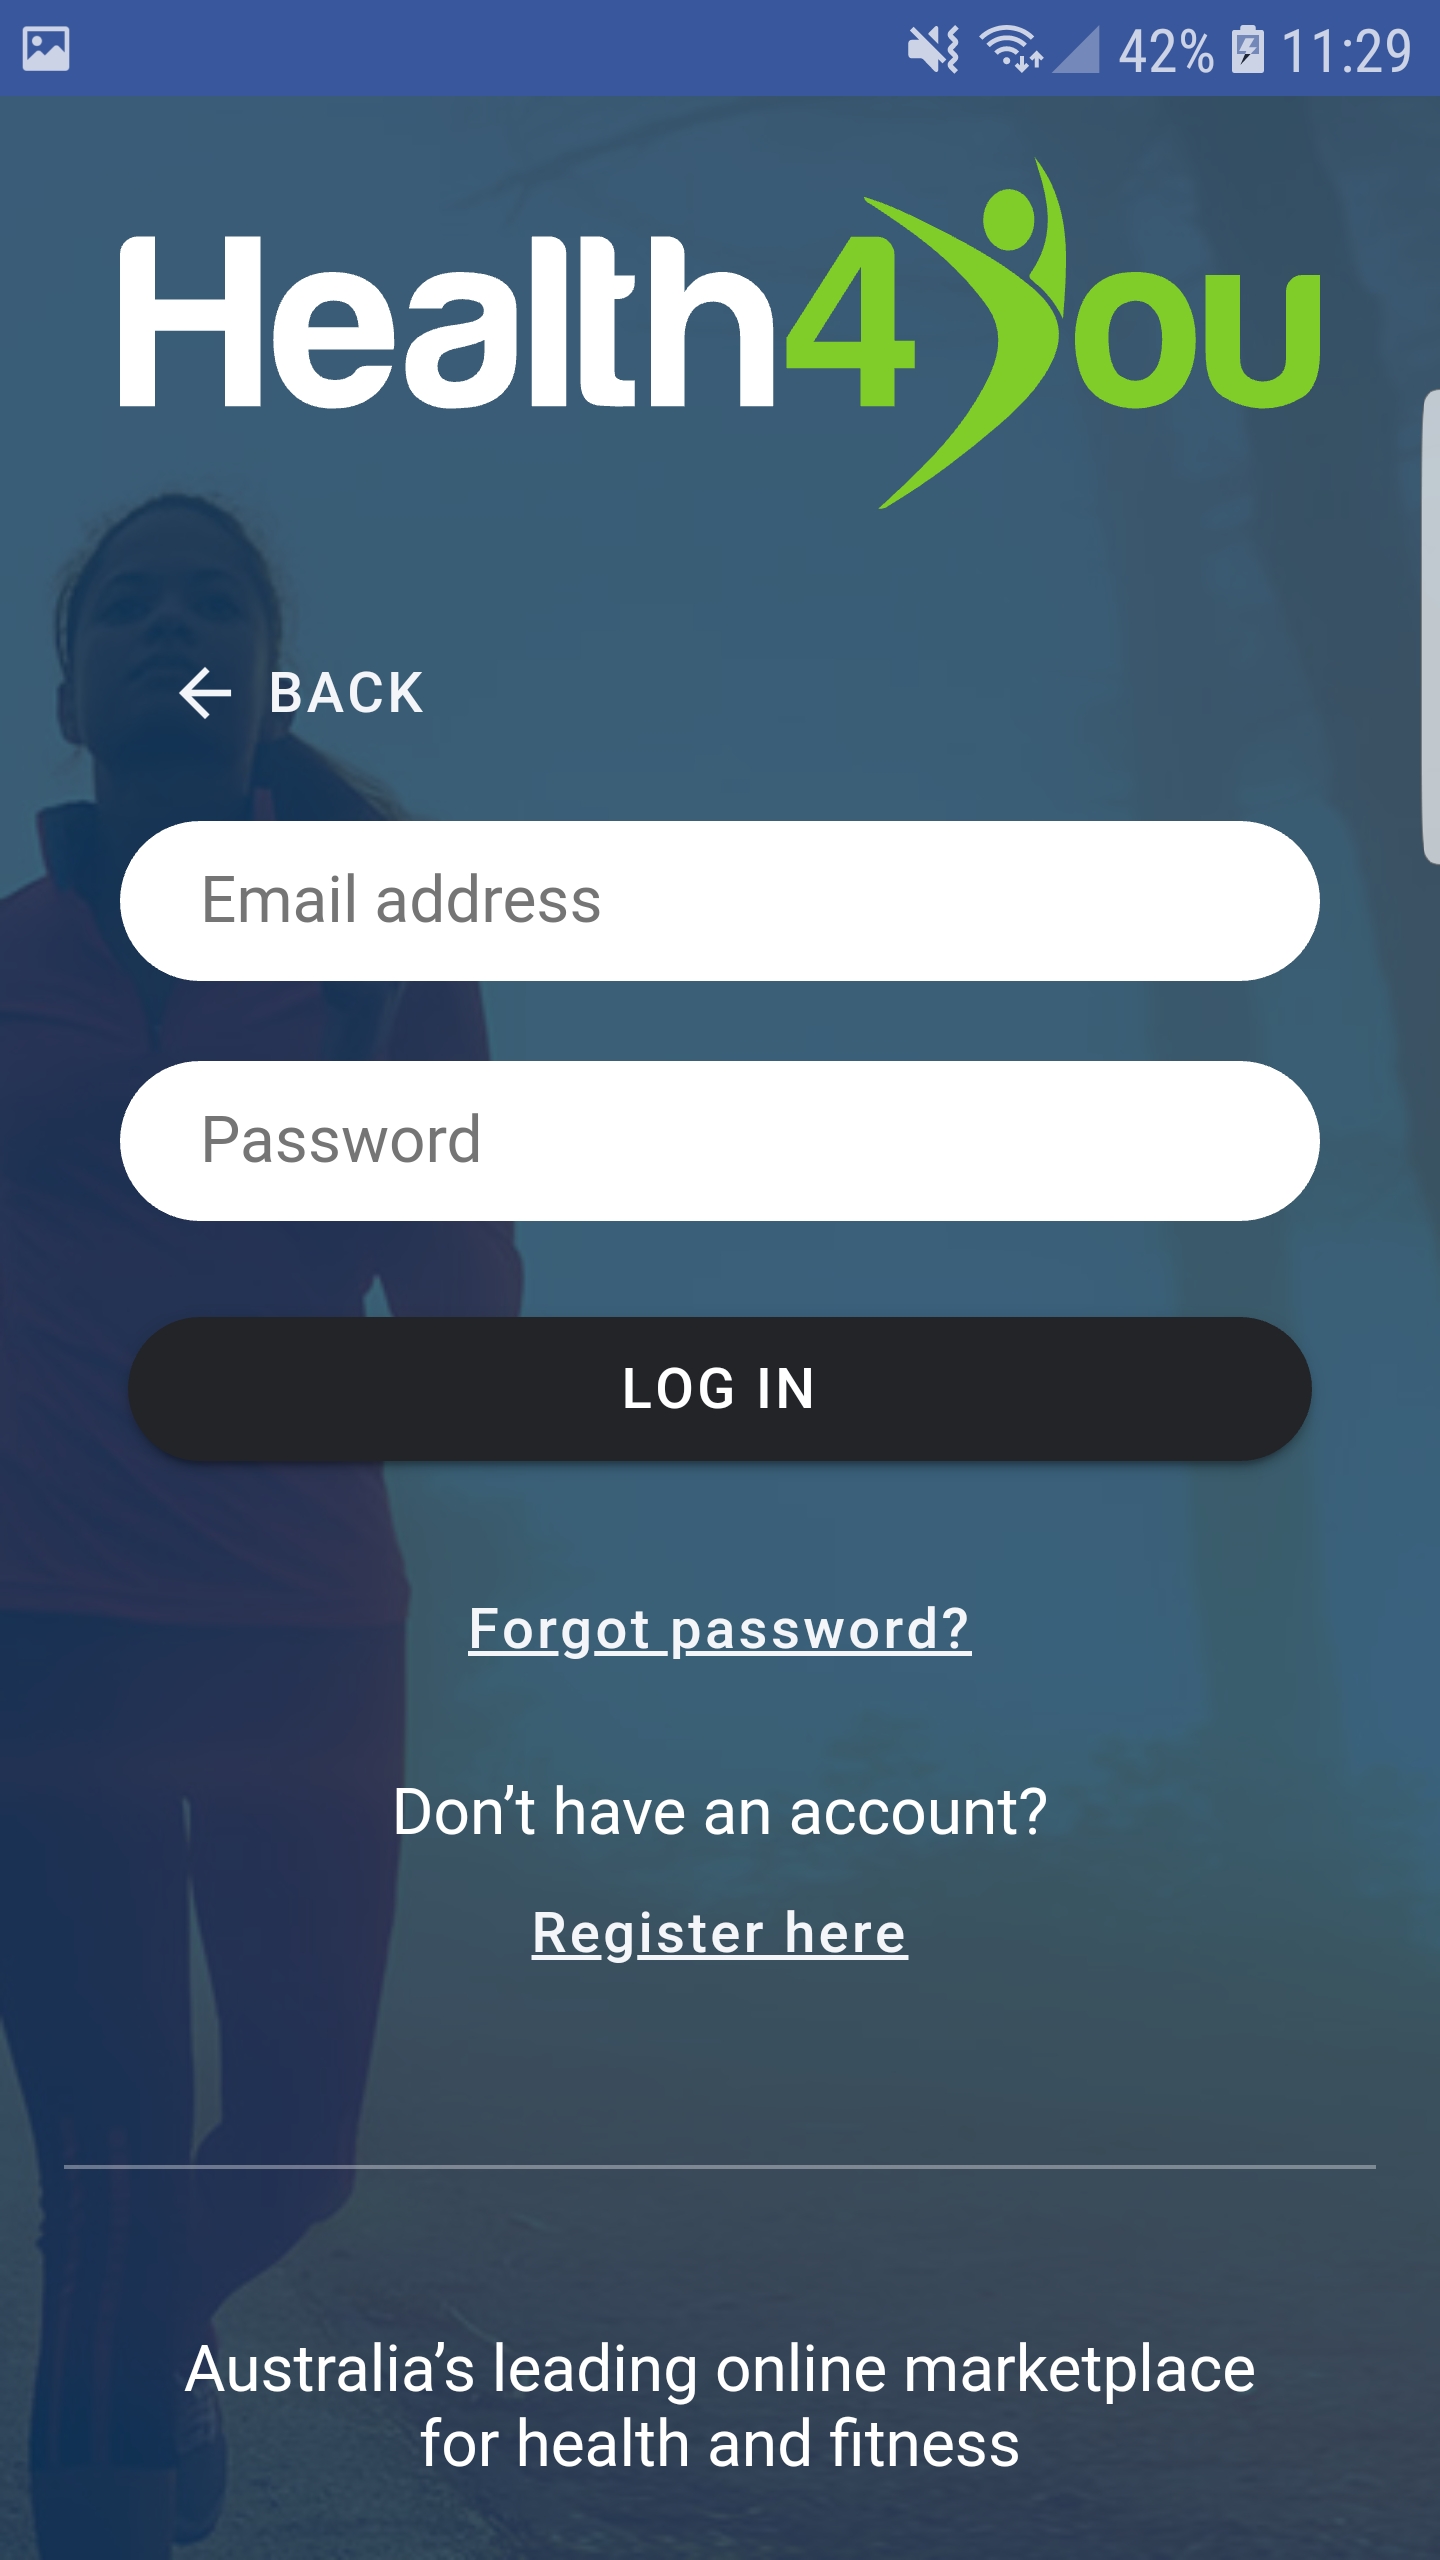 42% 11:29
Health4You
BACK
Email address
Password
LOG IN
Forgot password?
Don’t have an account?
Register here
Australia’s leading online marketplace
for health and fitness